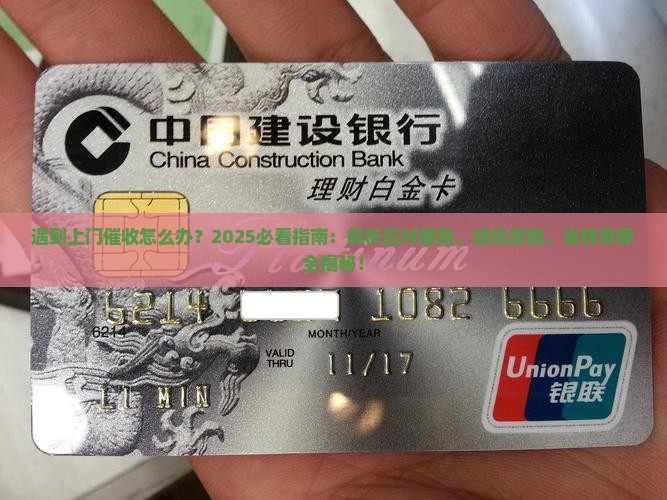 中国建设银行
China Construction Bank
理财白金卡
遇到上门催收怎么办？2025必看指南：
全揭秘！
Platinum
6214 1082 6666
6214
MONTH/YEAR
VALID
THRU
11/17
LI MIN
UnionPay
银联